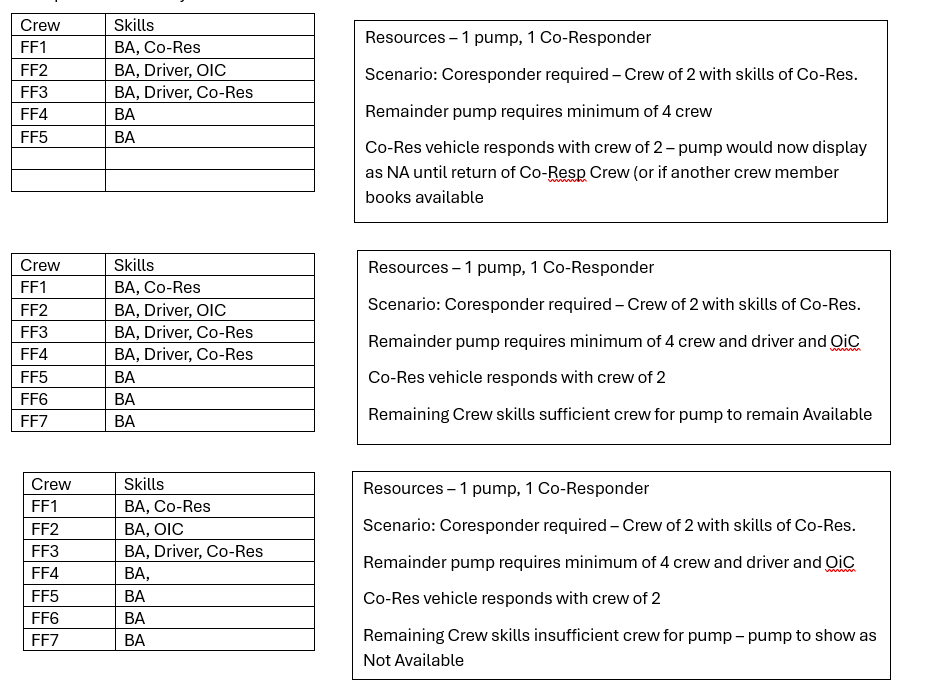 Crew Skills
FF1 BA, Co-Res
FF2 BA, Driver, OIC
FF3 BA, Driver, Co-Res
FF4 BA
FF5 BA
Resources – 1 pump, 1 Co-Responder
Scenario: Coresponder required – Crew of 2 with skills of Co-Res.
Remainder pump requires minimum of 4 crew
Co-Res vehicle responds with crew of 2 – pump would now display
as NA until return of Co-Resp Crew (or if another crew member
books available
Crew Skills
FF1 BA, Co-Res
FF2 BA, Driver, OIC
FF3 BA, Driver, Co-Res
FF4 BA, Driver, Co-Res
FF5 BA
FF6 BA
FF7 BA
Resources – 1 pump, 1 Co-Responder
Scenario: Coresponder required – Crew of 2 with skills of Co-Res.
Remainder pump requires minimum of 4 crew and driver and OiC
Co-Res vehicle responds with crew of 2
Remaining Crew skills sufficient crew for pump to remain Available
Crew Skills
FF1 BA, Co-Res
FF2 BA, OIC
FF3 BA, Driver, Co-Res
FF4 BA,
FF5 BA
FF6 BA
FF7 BA
Resources – 1 pump, 1 Co-Responder
Scenario: Coresponder required – Crew of 2 with skills of Co-Res.
Remainder pump requires minimum of 4 crew and driver and OiC
Co-Res vehicle responds with crew of 2
Remaining Crew skills insufficient crew for pump – pump to show as
Not Available